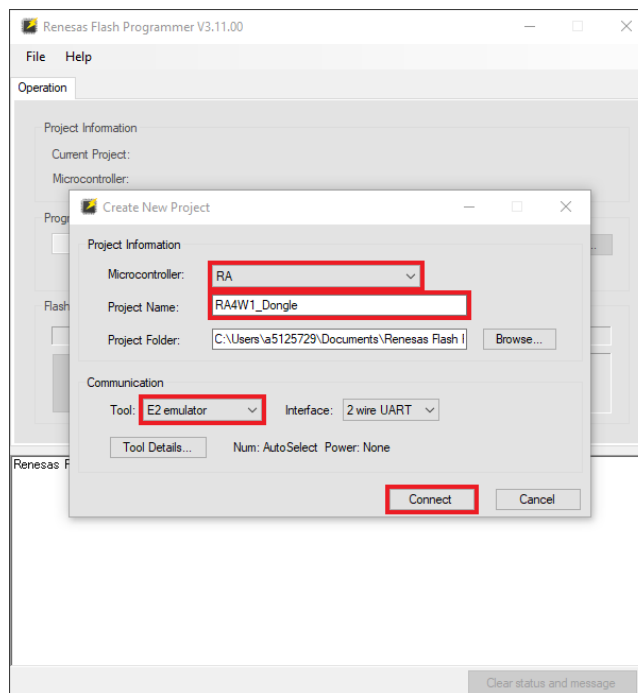 Renesas Flash Programmer V3.11.00
File Help
Operation
Project Information
Current Project:
Microcontroller:
Create New Project
Project Information
Microcontroller: RA
Project Name: RA4W1_Dongle
Project Folder: C:\Users\a5125729\Documents\Renesas Flash Browse...
Communication
Tool: E2 emulator Interface: 2 wire UART
Tool Details... Num: AutoSelect Power: None
Connect Cancel
Flash
Renesas
Clear status and message